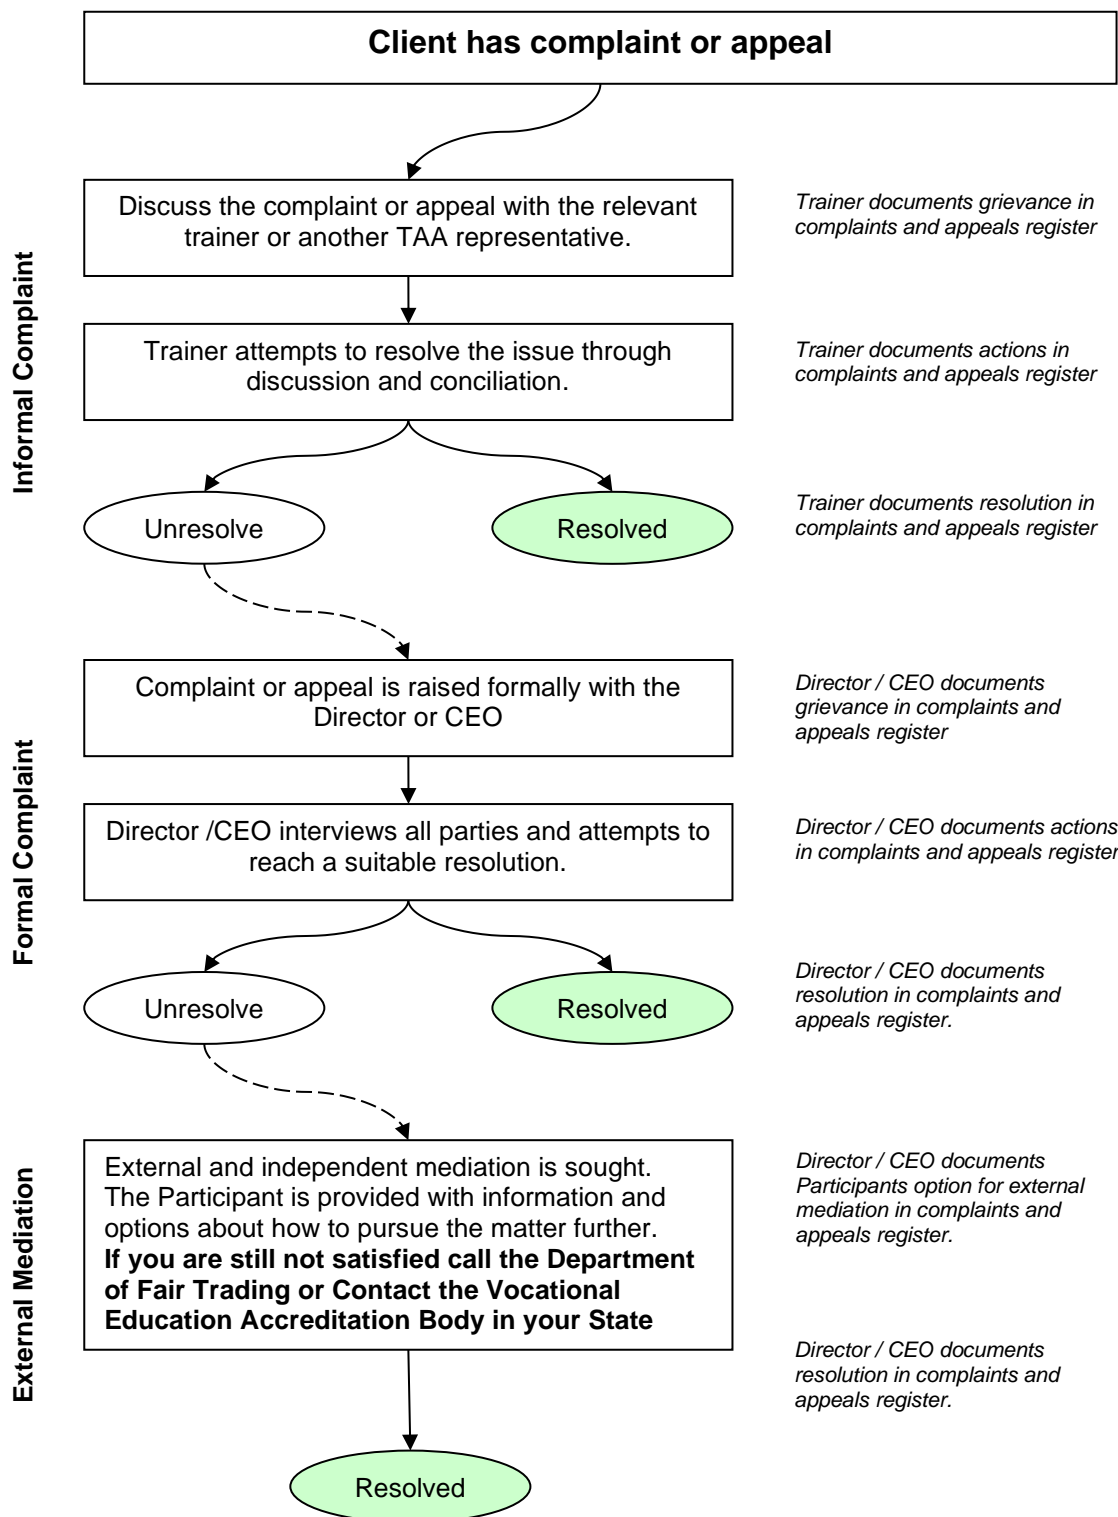 Client has complaint or appeal
Informal Complaint
Discuss the complaint or appeal with the relevant
trainer or another TAA representative.
Trainer documents grievance in
complaints and appeals register
Trainer attempts to resolve the issue through
discussion and conciliation.
Trainer documents actions in
complaints and appeals register
Unresolve
Resolved
Trainer documents resolution in
complaints and appeals register
Formal Complaint
Complaint or appeal is raised formally with the
Director or CEO
Director / CEO documents
grievance in complaints and
appeals register
Director /CEO interviews all parties and attempts to
reach a suitable resolution.
Director / CEO documents actions
in complaints and appeals register
Unresolve
Resolved
Director / CEO documents
resolution in complaints and
appeals register.
External Mediation
External and independent mediation is sought.
The Participant is provided with information and
options about how to pursue the matter further.
If you are still not satisfied call the Department
of Fair Trading or Contact the Vocational
Education Accreditation Body in your State
Director / CEO documents
Participants option for external
mediation in complaints and
appeals register.
Director / CEO documents
resolution in complaints and
appeals register.
Resolved